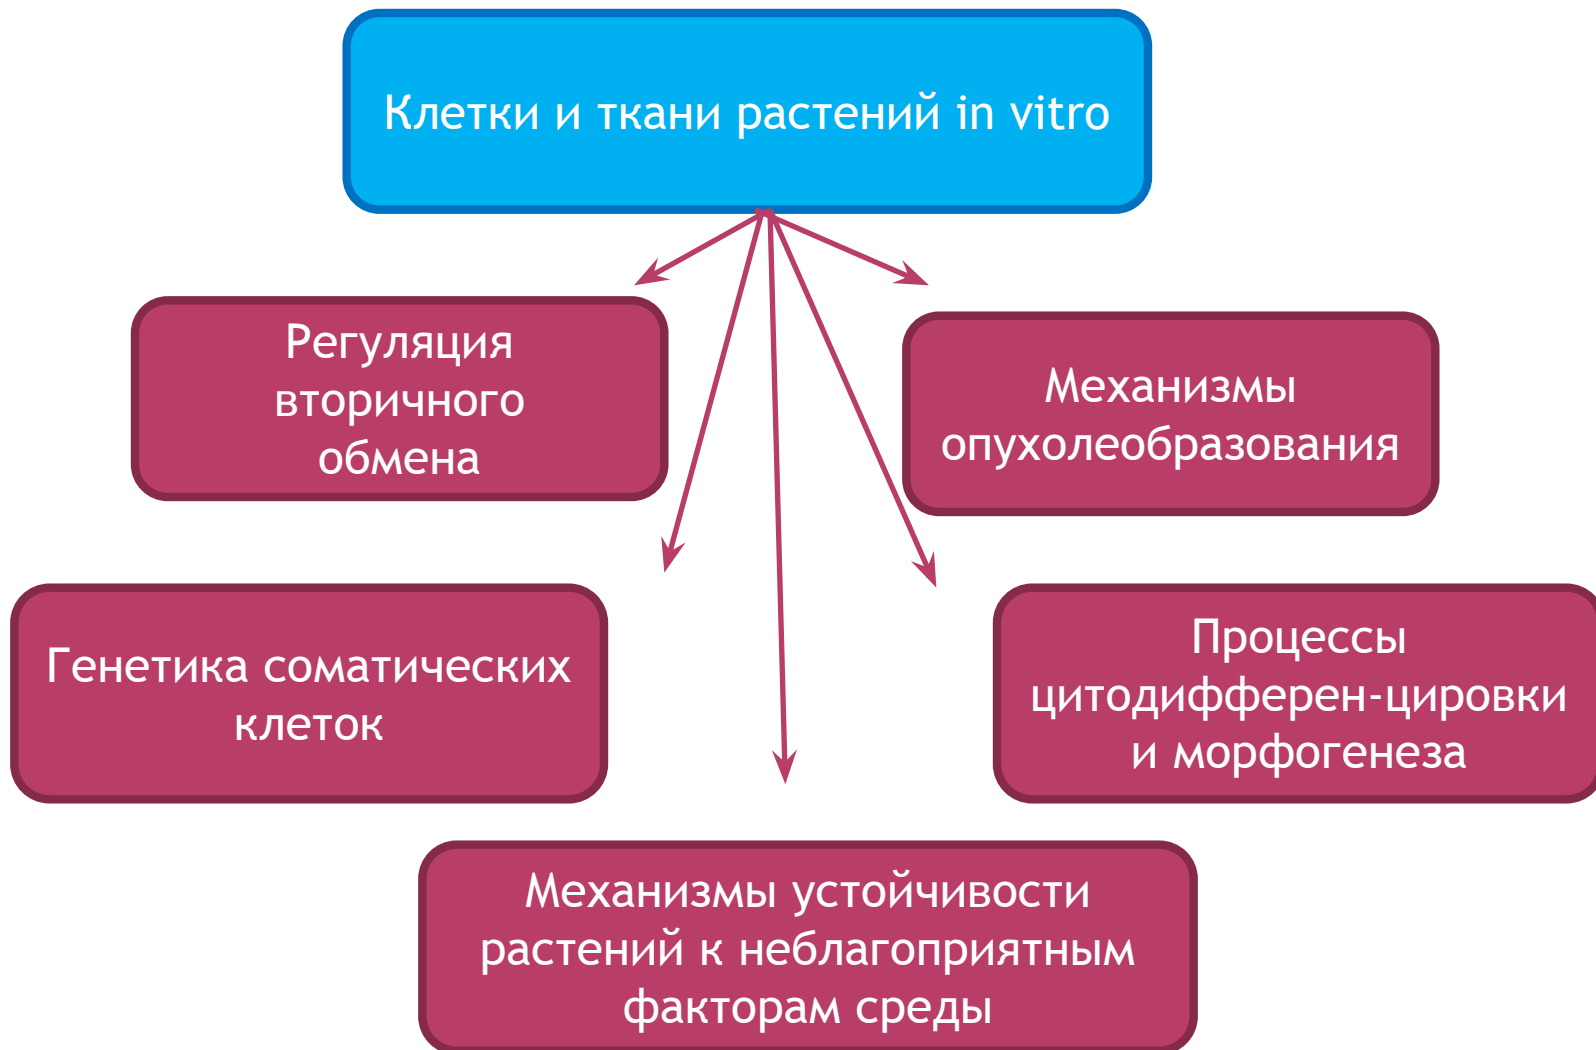 Клетки и ткани растений in vitro
Регуляция
вторичного
обмена
Механизмы
опухолеобразования
Генетика соматических
клеток
Процессы
цитодифферен-цировки
и морфогенеза
Механизмы устойчивости
растений к неблагоприятным
факторам среды